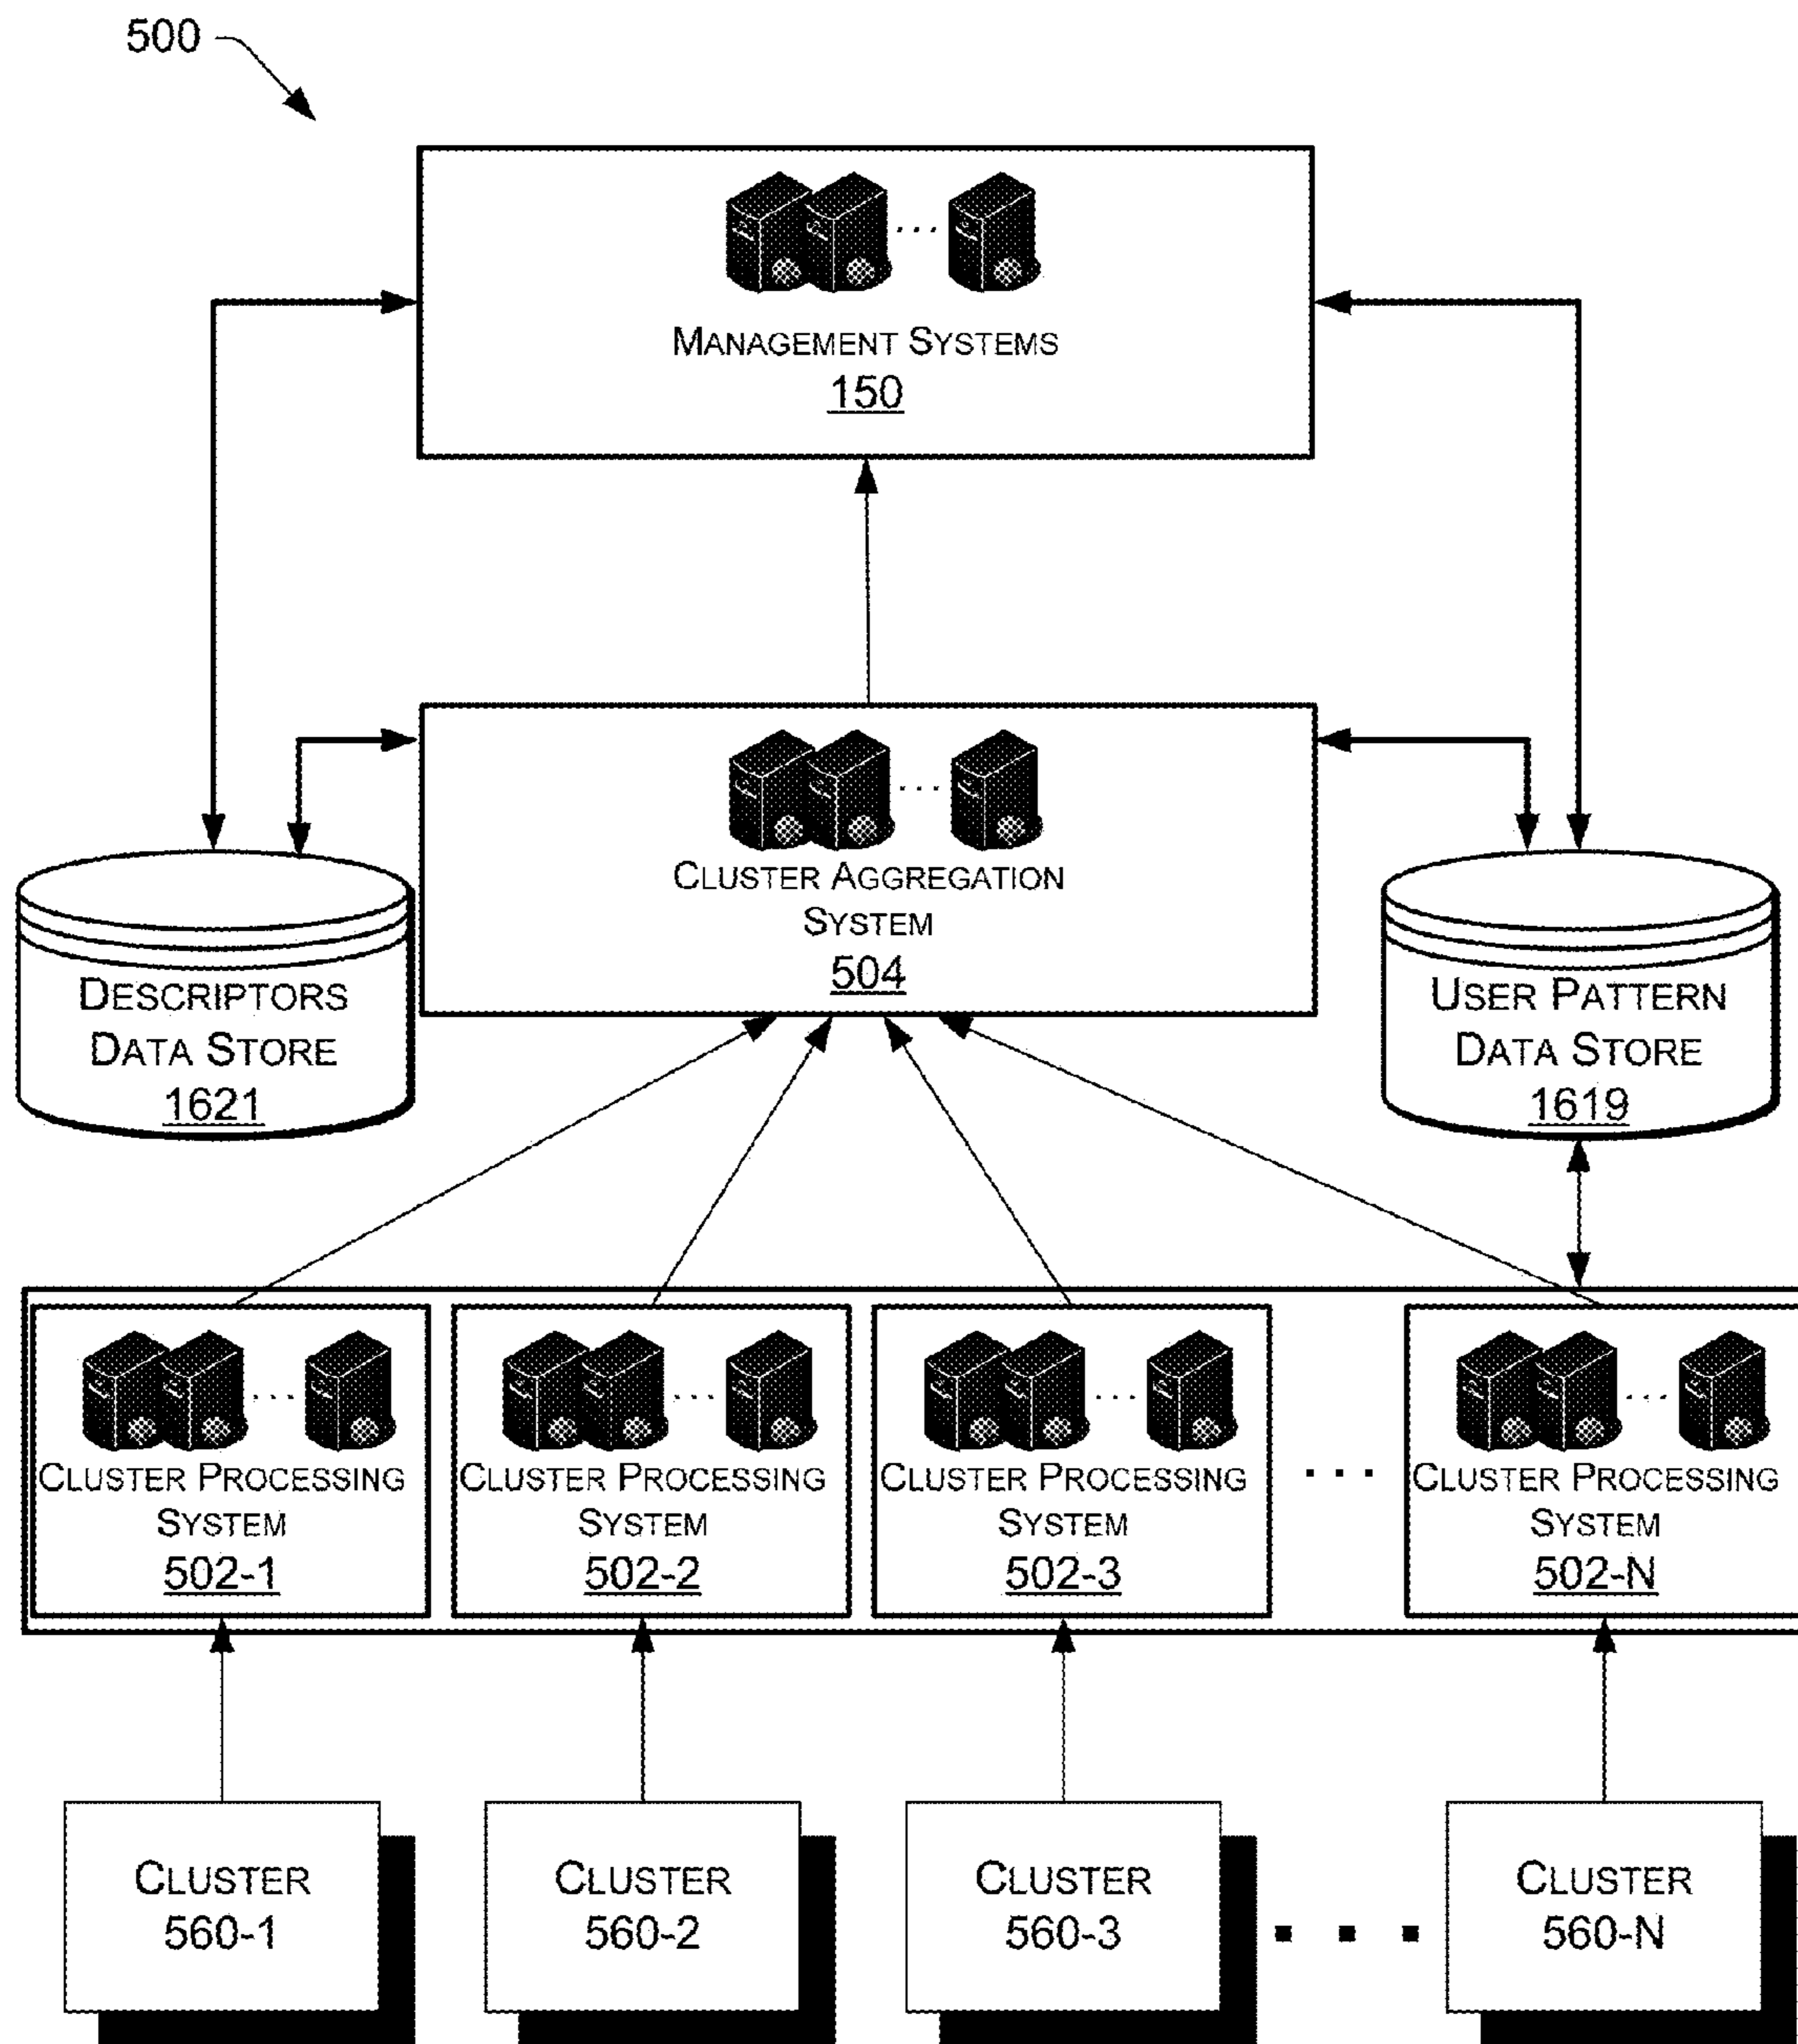 500
MANAGEMENT SYSTEMS
150
CLUSTER AGGREGATION
SYSTEM
504
DESCRIPTORS
DATA STORE
1621
USER PATTERN
DATA STORE
1619
CLUSTER PROCESSING
SYSTEM
502-1
CLUSTER PROCESSING
SYSTEM
502-2
CLUSTER PROCESSING
SYSTEM
502-3
. . .
CLUSTER PROCESSING
SYSTEM
502-N
CLUSTER
560-1
CLUSTER
560-2
CLUSTER
560-3
. . .
CLUSTER
560-N